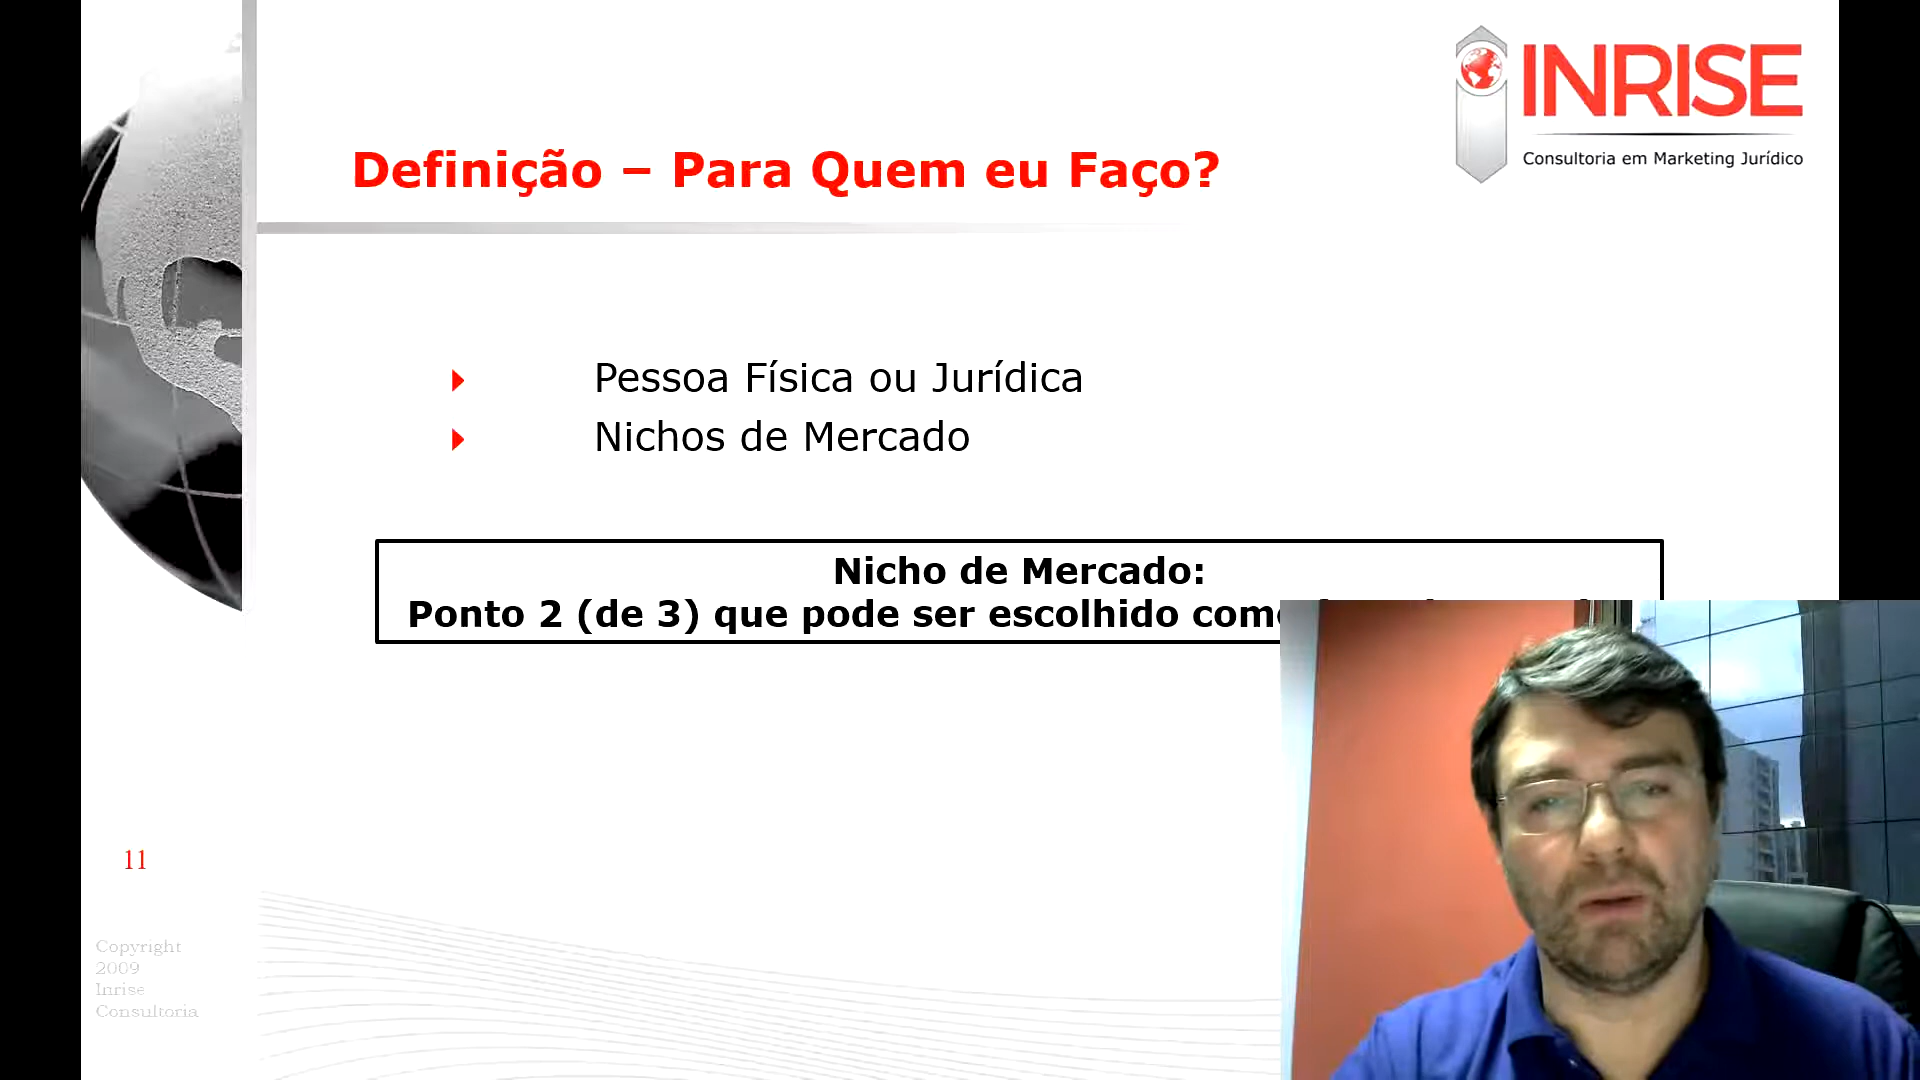 INRISE
Consultoria em Marketing Jurídico
Definição – Para Quem eu Faço?
Pessoa Física ou Jurídica
Nichos de Mercado
Nicho de Mercado:
Ponto 2 (de 3) que pode ser escolhido como
11
Copyright
2009
Inrise
Consultoria